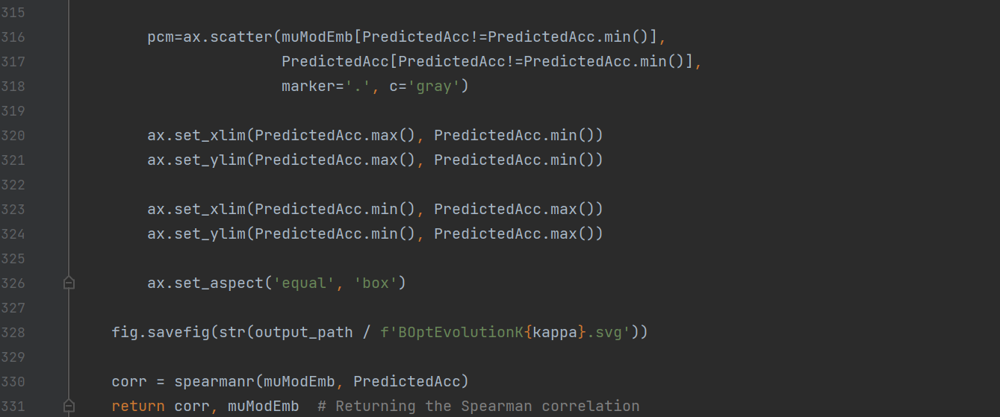 315
316 pcm=ax.scatter(muModEmb[PredictedAcc!=PredictedAcc.min()],
317 PredictedAcc[PredictedAcc!=PredictedAcc.min()],
318 marker='.', c='gray')
319
320 ax.set_xlim(PredictedAcc.max(), PredictedAcc.min())
321 ax.set_ylim(PredictedAcc.max(), PredictedAcc.min())
322
323 ax.set_xlim(PredictedAcc.min(), PredictedAcc.max())
324 ax.set_ylim(PredictedAcc.min(), PredictedAcc.max())
325
326 ax.set_aspect('equal', 'box')
327
328 fig.savefig(str(output_path / f'BOptEvolutionK{kappa}.svg'))
329
330 corr = spearmanr(muModEmb, PredictedAcc)
331 return corr, muModEmb  # Returning the Spearman correlation